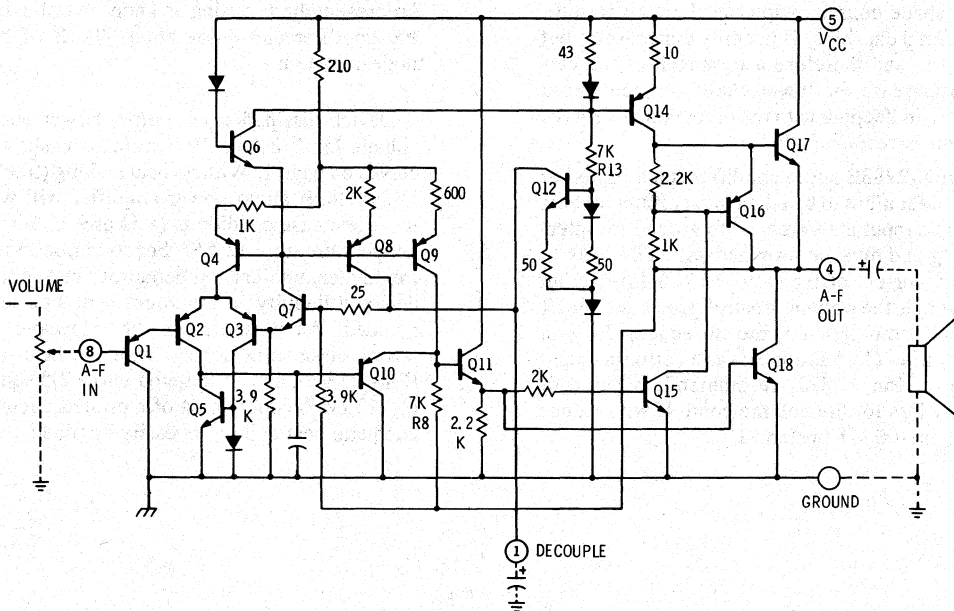 5
VCC
43
10
210
Q14
Q6
Q17
7K
R13
Q12
2.2K
Q16
2K
600
1K
Q8
Q9
Q4
50
50
1K
4
A-F
OUT
VOLUME
25
Q7
Q2
Q3
8
A-F
IN
Q1
Q11
Q10
Q18
2K
Q15
Q5
3.9
K
3.9K
7K
R8
2.2
K
GROUND
1
DECOUPLE